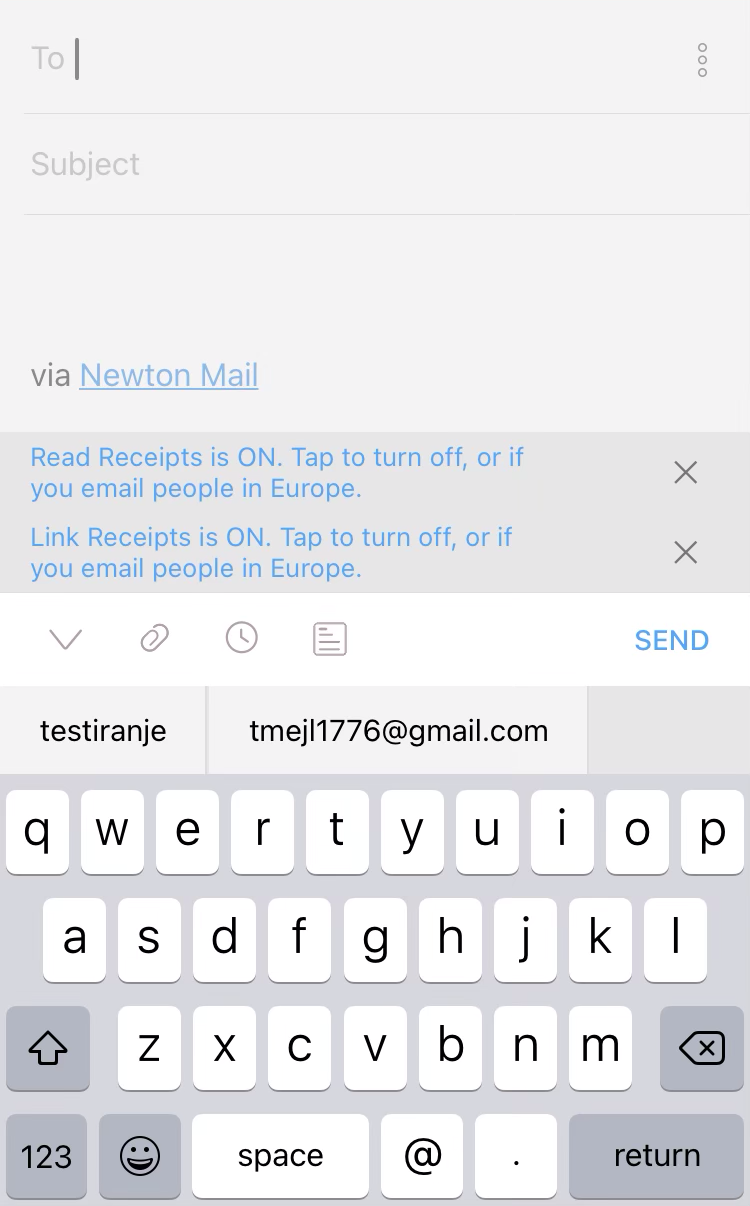 To
Subject
via Newton Mail
Read Receipts is ON. Tap to turn off, or if
you email people in Europe.
Link Receipts is ON. Tap to turn off, or if
you email people in Europe.
SEND
testiranje tmejl1776@gmail.com
q w e r t y u i o p
a s d f g h j k l
z x c v b n m
123 space @ . return